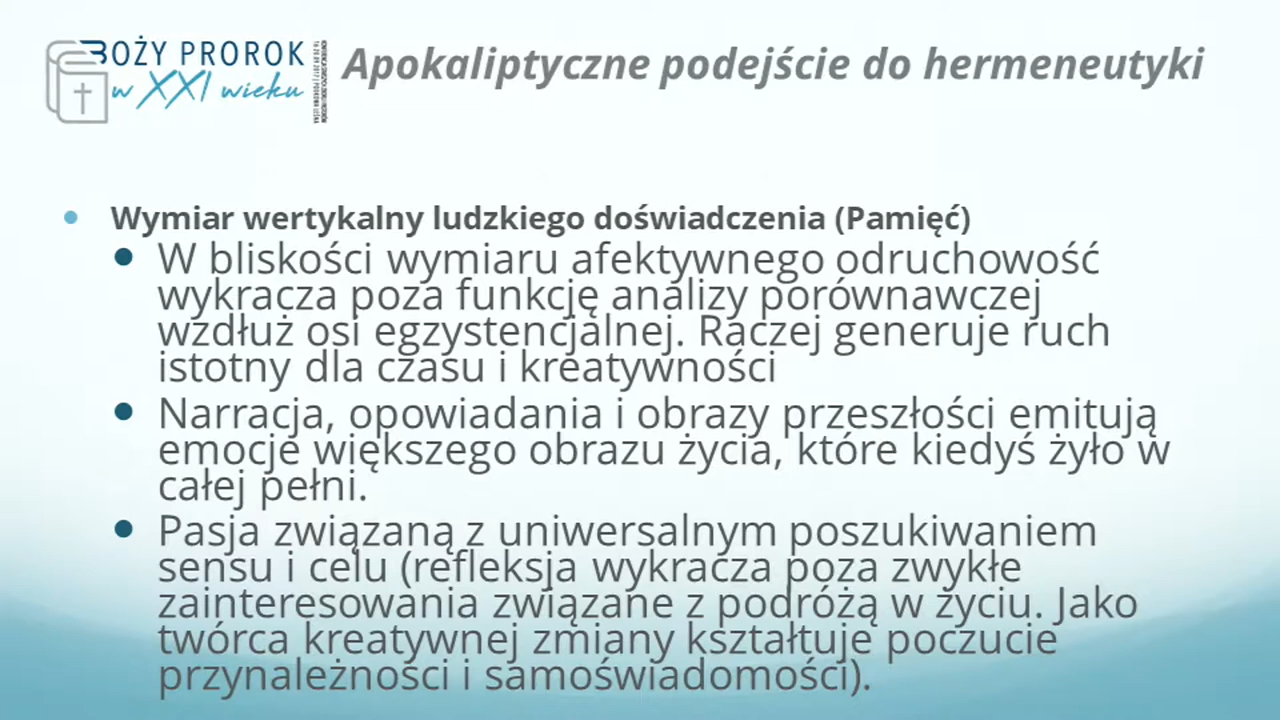 BOŻY PROROK
w XXI wieku
Apokaliptyczne podejście do hermeneutyki
Wymiar wertykalny ludzkiego doświadczenia (Pamięć)
W bliskości wymiaru afektywnego odruchowość
wykracza poza funkcję analizy porównawczej
wzdłuż osi egzystencjalnej. Raczej generuje ruch
istotny dla czasu i kreatywności
Narracja, opowiadania i obrazy przeszłości emitują
emocje większego obrazu życia, które kiedyś żyło w
całej pełni.
Pasja związaną z uniwersalnym poszukiwaniem
sensu i celu (refleksja wykracza poza zwykłe
zainteresowania związane z podróżą w życiu. Jako
twórca kreatywnej zmiany kształtuje poczucie
przynależności i samoświadomości).